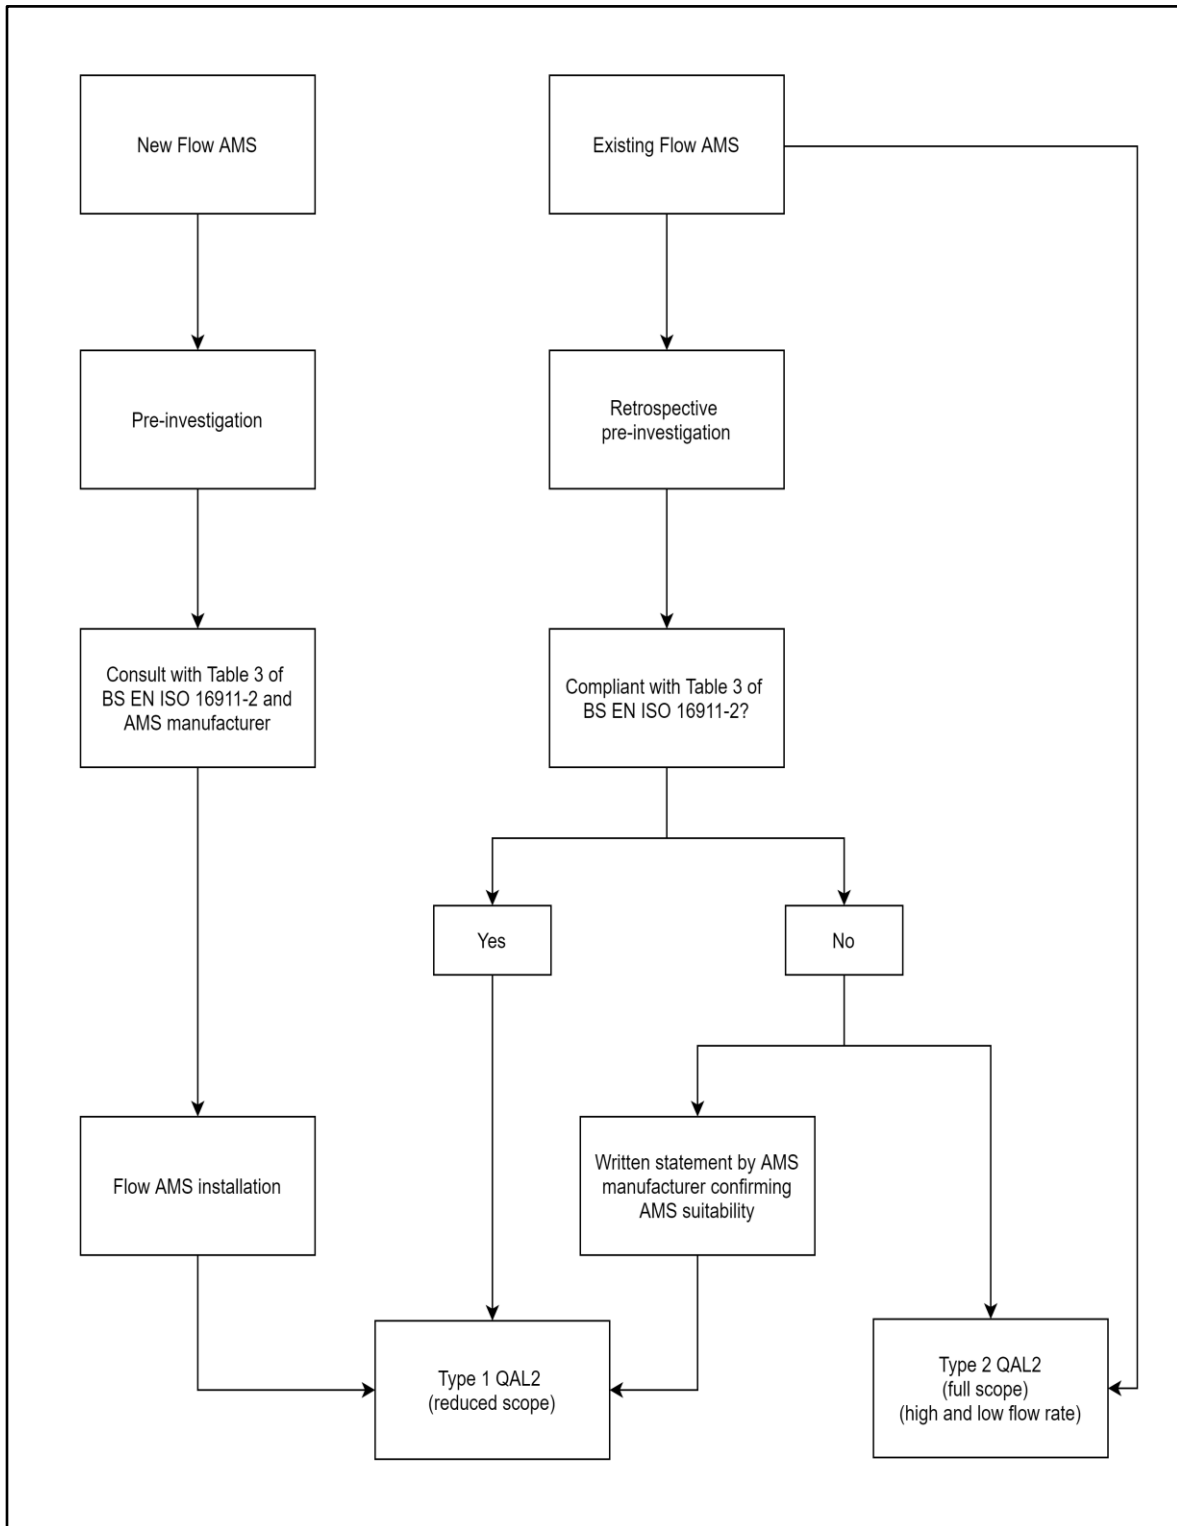 New Flow AMS
Existing Flow AMS
Pre-investigation
Retrospective
pre-investigation
Consult with Table 3 of
BS EN ISO 16911-2 and
AMS manufacturer
Compliant with Table 3 of
BS EN ISO 16911-2?
Yes
No
Flow AMS installation
Written statement by AMS
manufacturer confirming
AMS suitability
Type 1 QAL2
(reduced scope)
Type 2 QAL2
(full scope)
(high and low flow rate)